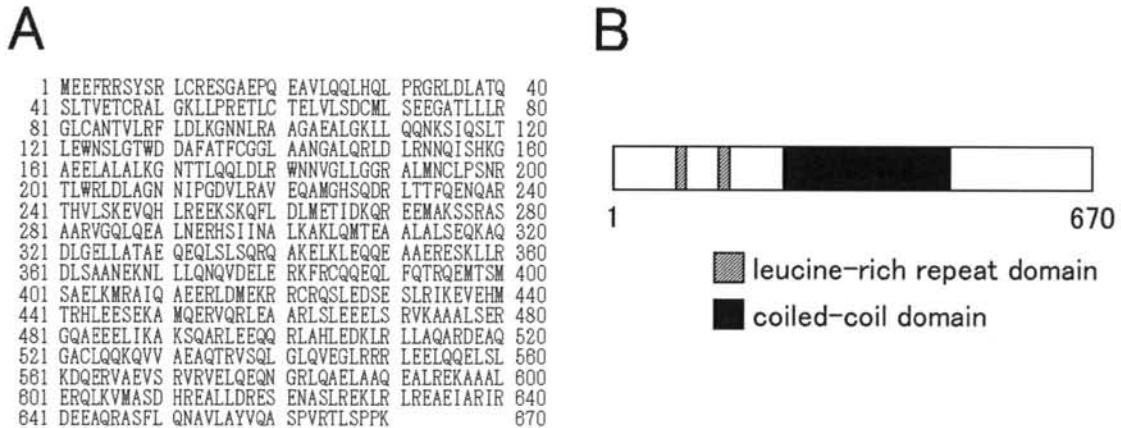 A
1 MEEFRRSYSR LCRESGAEPQ EAVLQQLHQL PRGRLDLATQ 40
41 SLTVETCRAL GKLLPRETLC TELVLSDCML SEEGATLLLR 80
81 GLCANTVLRF LDLKGNNLRA AGAEALGKLL QQNKSIQSLT 120
121 LEWNSLGTWD DAFATFCGGL AANGALQRLD LRNNQISHKG 160
161 AEELALALKG NTTLQQLDLR WNNVGLLGGR ALMNCLPSNR 200
201 TLWRLDLAGN NIPGDVLRAV EQAMGHSQDR LTTFQENQAR 240
241 THVLSKEVQH LREEKSKQFL DLMETIDKQR EEMAKSSRAS 280
281 AARVGQLQEA LNERHSIINA LKAKLQMTEA ALALSEQKAQ 320
321 DLGELLATAE QEQLSLSQRQ AKELKLEQQE AAERESKLLR 360
361 DLSAANEKNL LLQNQVDELE RKFRCQQEQL FQTRQEMTSM 400
401 SAELKMRAIQ AEERLDMEKR RCRQSLEDSE SLRIKEVEHM 440
441 TRHLEESEKA MQERVQRLEA ARLSLEEELS RVKAAALSER 480
481 GQAEEELIKA KSQARLEEQQ RLAHLEDKLR LLAQARDEAQ 520
521 GACLQQKQVV AEAQTRVSQL GLQVEGLRRR LEELQQELSL 560
561 KDQERVAEVS RVRVELQEQN GRLQAELAAQ EALREKAAAL 600
601 ERQLKVMASD HREALLDRES ENASLREKLR LREAEIARIR 640
641 DEEAQRASFL QNAVLAYVQA SPVRTLSPPK 670
B
1 670
leucine-rich repeat domain
coiled-coil domain